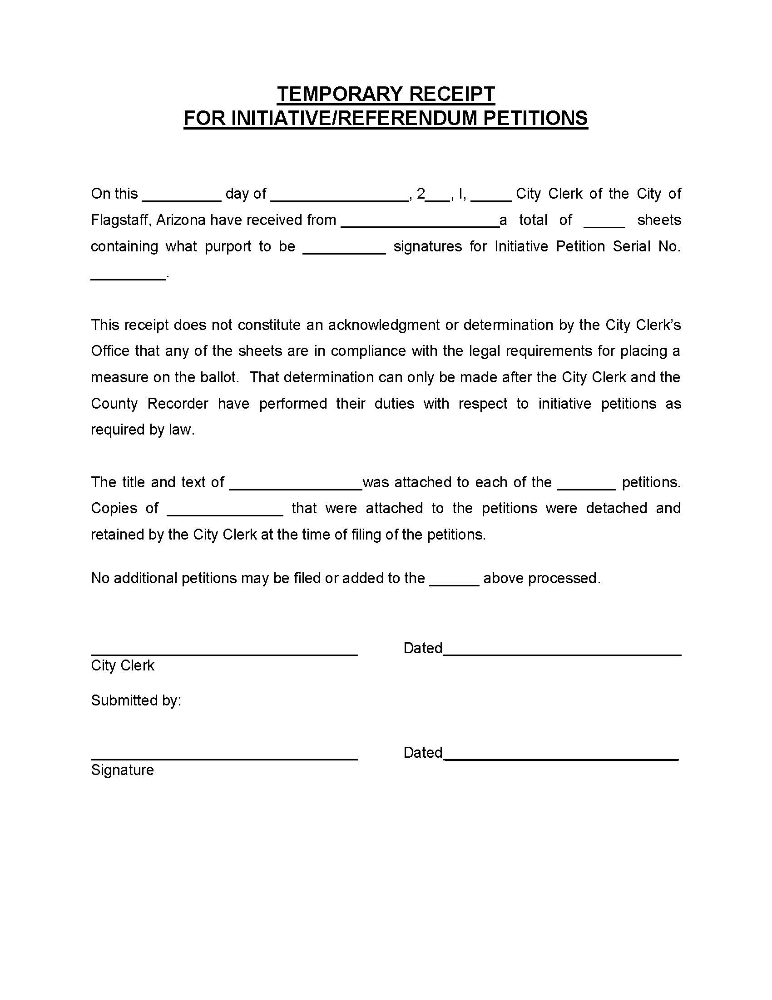 TEMPORARY RECEIPT
FOR INITIATIVE/REFERENDUM PETITIONS
On this __________ day of _________________, 2___, I, _____ City Clerk of the City of
Flagstaff, Arizona have received from ___________________a total of _____ sheets
containing what purport to be __________ signatures for Initiative Petition Serial No.
_________.
This receipt does not constitute an acknowledgment or determination by the City Clerk’s
Office that any of the sheets are in compliance with the legal requirements for placing a
measure on the ballot.  That determination can only be made after the City Clerk and the
County Recorder have performed their duties with respect to initiative petitions as
required by law.
The title and text of ________________was attached to each of the _______ petitions.
Copies of ______________ that were attached to the petitions were detached and
retained by the City Clerk at the time of filing of the petitions.
No additional petitions may be filed or added to the ______ above processed.
________________________________ Dated_____________________________
City Clerk
Submitted by:
________________________________ Dated____________________________
Signature